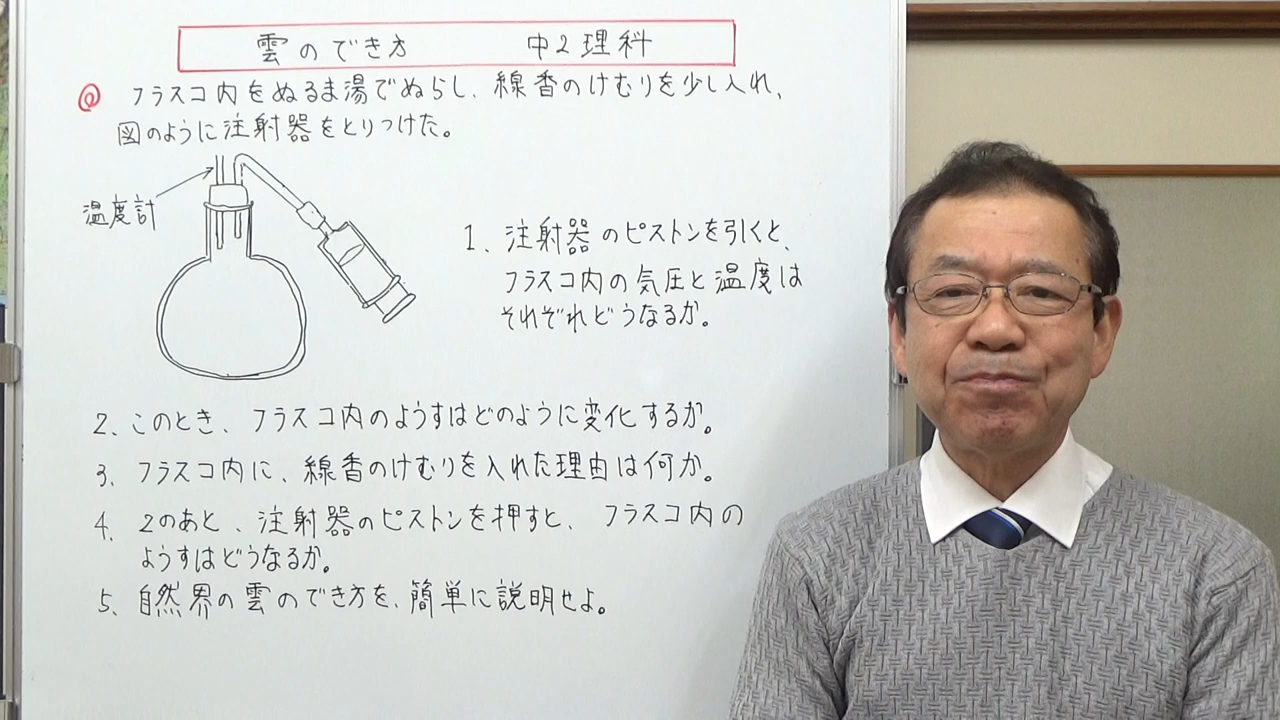 雲のでき方　中2理科
◎ フラスコ内をぬるま湯でぬらし、線香のけむりを少し入れ、
図のように注射器をとりつけた。
温度計
1、注射器のピストンを引くと、
フラスコ内の気圧と温度は
それぞれどうなるか。
2、このとき、フラスコ内のようすはどのように変化するか。
3、フラスコ内に、線香のけむりを入れた理由は何か。
4、2のあと、注射器のピストンを押すと、フラスコ内の
ようすはどうなるか。
5、自然界の雲のでき方を、簡単に説明せよ。